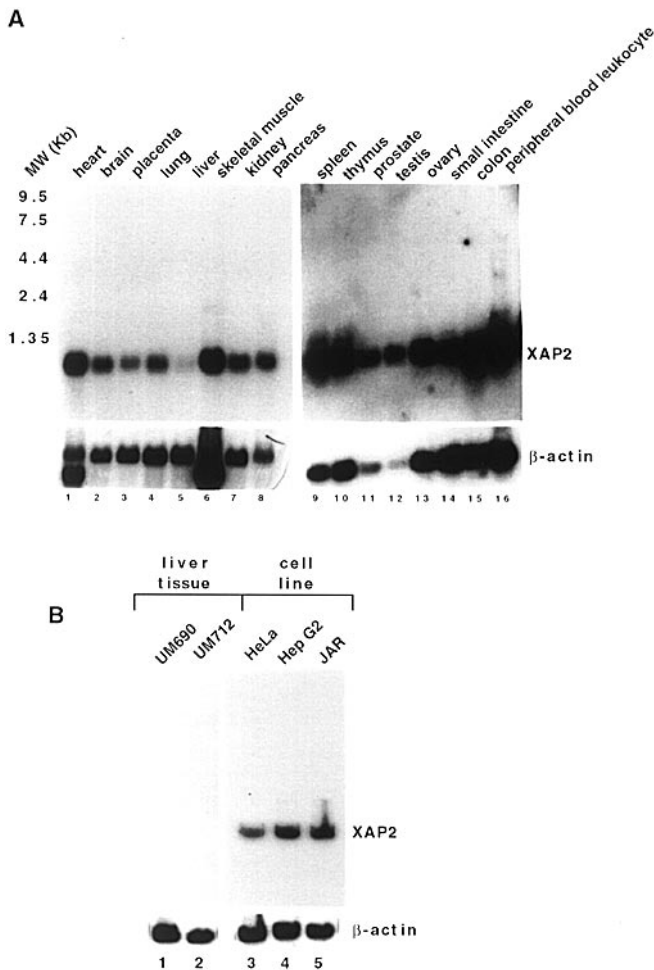 A
MW (Kb)
heart
brain
placenta
lung
liver
skeletal muscle
kidney
pancreas
spleen
thymus
prostate
testis
ovary
small intestine
colon
peripheral blood leukocyte
9.5
7.5
4.4
2.4
1.35
XAP2
β-actin
1 2 3 4 5 6 7 8 9 10 11 12 13 14 15 16
liver cell
tissue line
B
UM690
UM712
HeLa
Hep G2
JAR
XAP2
β-actin
1 2 3 4 5